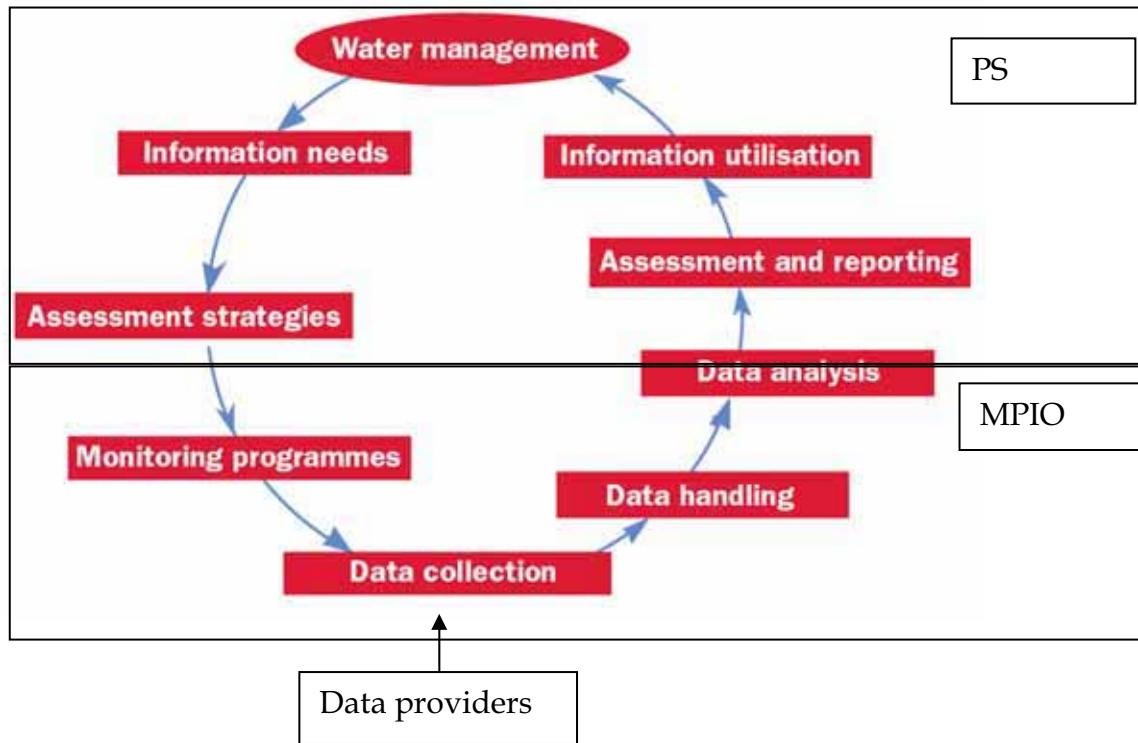 Water management
PS
Information needs
Information utilisation
Assessment and reporting
Assessment strategies
Data analysis
MPIO
Monitoring programmes
Data handling
Data collection
Data providers